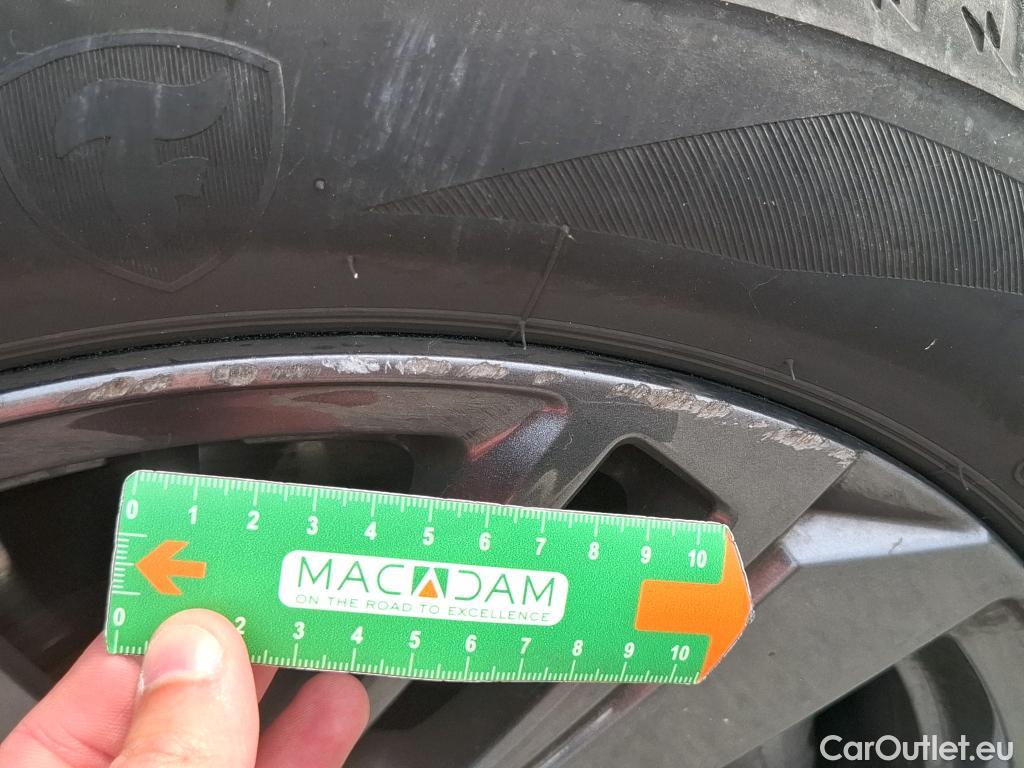 F
0 1 2 3 4 5 6 7 8 9 10
MACADAM
ON THE ROAD TO EXCELLENCE
0 2 3 4 5 6 7 8 9 10
CarOutlet.eu